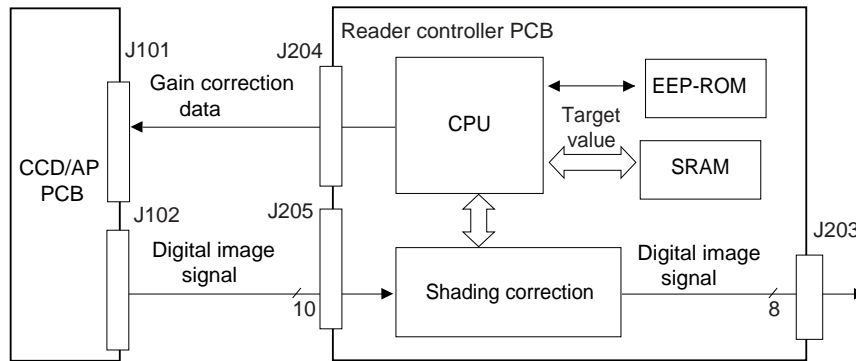 Reader controller PCB
J101
J204
Gain correction
data
CPU
EEP-ROM
Target
value
SRAM
CCD/AP
PCB
J102
J205
J203
Digital image
signal
10
Shading correction
Digital image
signal
8